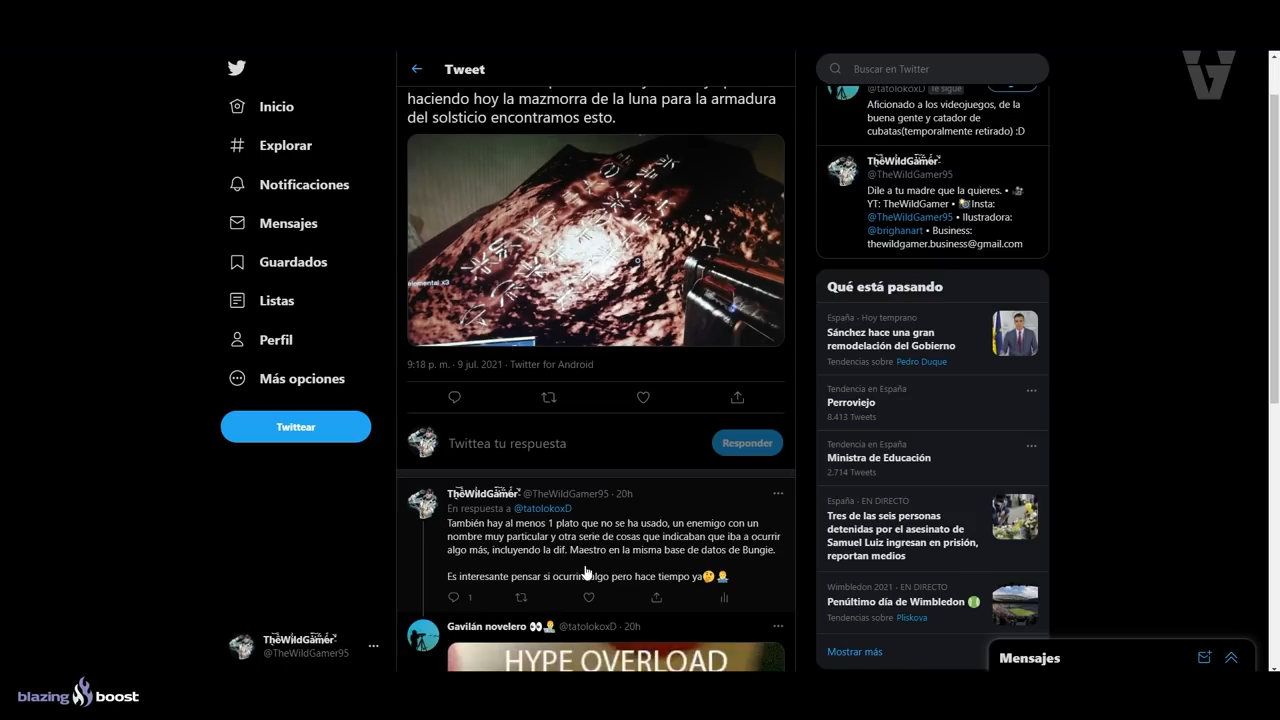 Tweet
Buscar en Twitter
Inicio
Explorar
Notificaciones
Mensajes
Guardados
Listas
Perfil
Más opciones
Twittear
TheWildGamer
@TheWildGamer95
haciendo hoy la mazmorra de la luna para la armadura
del solsticio encontramos esto.
elemental x3
9:18 p. m. · 9 jul. 2021 · Twitter for Android
Twittea tu respuesta
Responder
TheWildGamer @TheWildGamer95 · 20h
En respuesta a @tatolokoxD
También hay al menos 1 plato que no se ha usado, un enemigo con un
nombre muy particular y otra serie de cosas que indicaban que iba a ocurrir
algo más, incluyendo la dif. Maestro en la misma base de datos de Bungie.
Es interesante pensar si ocurrirá algo pero hace tiempo ya🤔🤷‍♂️
1
Gavilán novelero 👀🤷‍♂️ @tatolokoxD · 20h
HYPE OVERLOAD
@tatolokoxD Te sigue
Aficionado a los videojuegos, de la
buena gente y catador de
cubatas(temporalmente retirado) :D
TheWildGamer
@TheWildGamer95
Dile a tu madre que la quieres. • 🎥
YT: TheWildGamer • 📸Insta:
@TheWildGamer95 • Ilustradora:
@brighanart • Business:
thewildgamer.business@gmail.com
Qué está pasando
España · Hoy temprano
Sánchez hace una gran
remodelación del Gobierno
Tendencias sobre Pedro Duque
Tendencia en España
Perroviejo
8.413 Tweets
Tendencia en España
Ministra de Educación
2.714 Tweets
España · EN DIRECTO
Tres de las seis personas
detenidas por el asesinato de
Samuel Luiz ingresan en prisión,
reportan medios
Wimbledon 2021 · EN DIRECTO
Penúltimo día de Wimbledon
Tendencias sobre Pliskova
Mostrar más
Mensajes
blazing boost